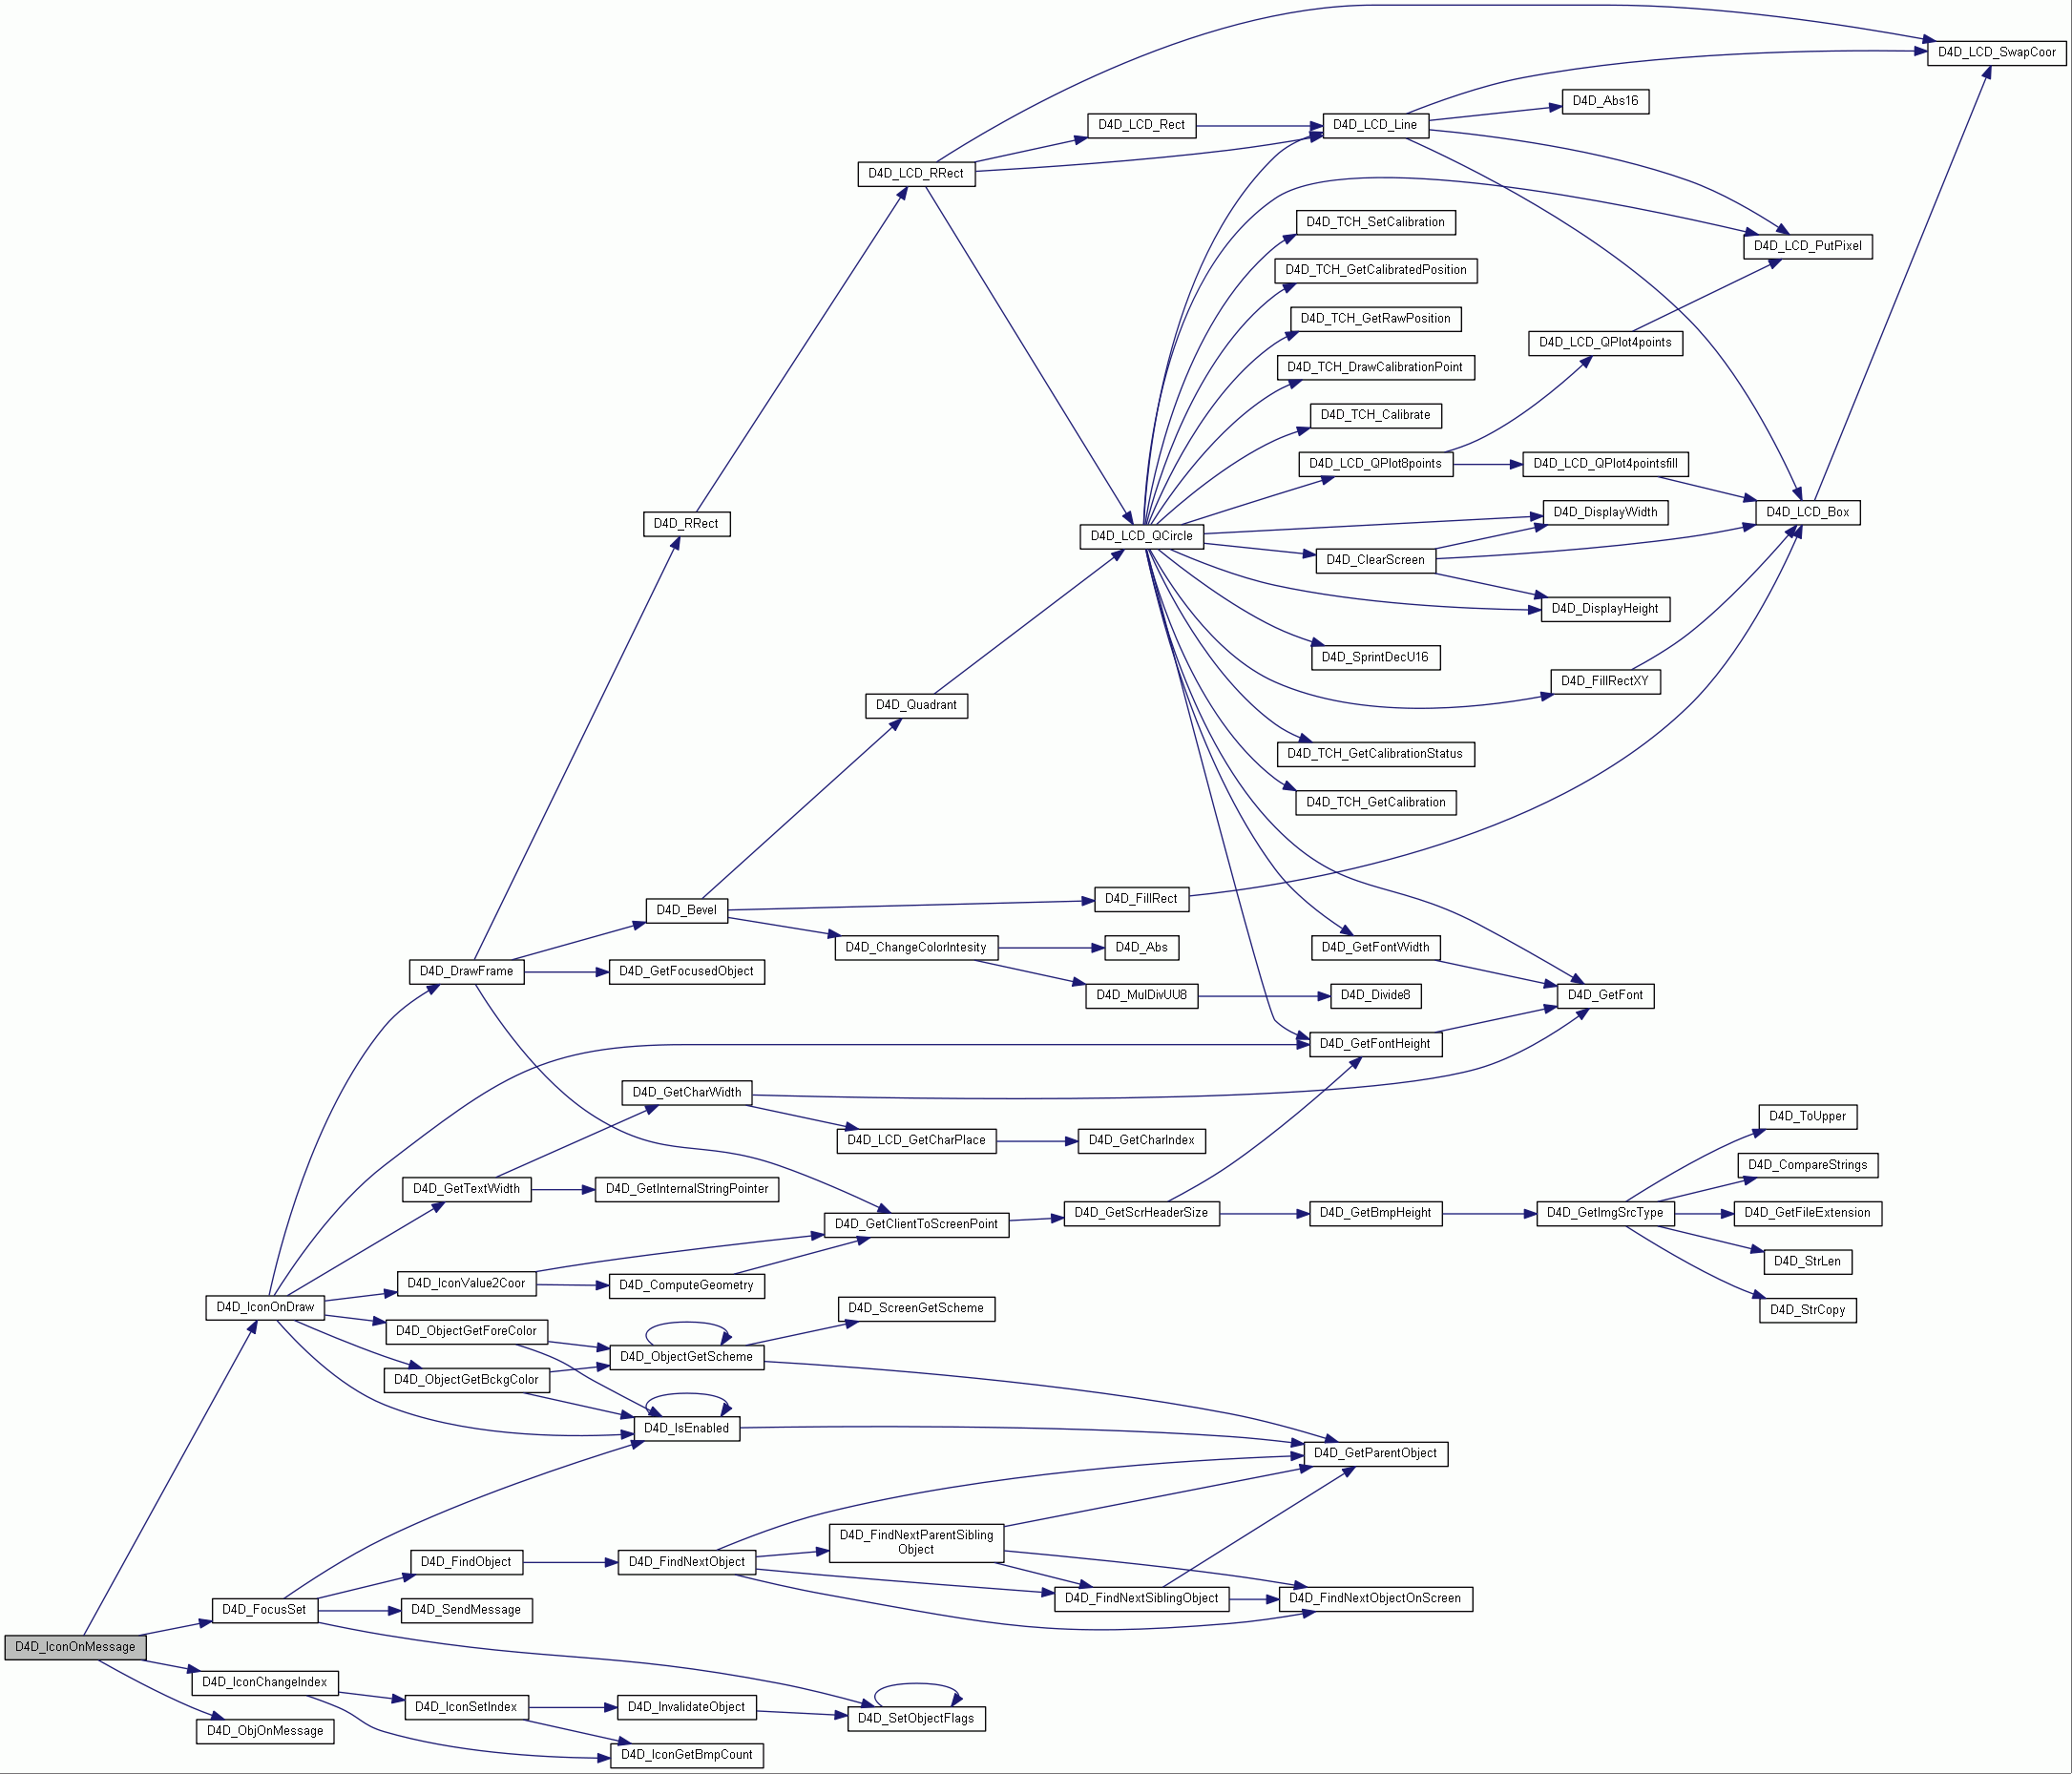 D4D_LCD_SwapCoor
D4D_Abs16
D4D_LCD_Rect
D4D_LCD_Line
D4D_LCD_RRect
D4D_TCH_SetCalibration
D4D_LCD_PutPixel
D4D_TCH_GetCalibratedPosition
D4D_TCH_GetRawPosition
D4D_LCD_QPlot4points
D4D_TCH_DrawCalibrationPoint
D4D_TCH_Calibrate
D4D_LCD_QPlot8points
D4D_LCD_QPlot4pointsfill
D4D_DisplayWidth
D4D_LCD_Box
D4D_RRect
D4D_LCD_QCircle
D4D_ClearScreen
D4D_DisplayHeight
D4D_SprintDecU16
D4D_FillRectXY
D4D_Quadrant
D4D_TCH_GetCalibrationStatus
D4D_TCH_GetCalibration
D4D_FillRect
D4D_Bevel
D4D_ChangeColorIntesity
D4D_Abs
D4D_GetFontWidth
D4D_DrawFrame
D4D_GetFocusedObject
D4D_MulDivUU8
D4D_Divide8
D4D_GetFont
D4D_GetFontHeight
D4D_GetCharWidth
D4D_ToUpper
D4D_LCD_GetCharPlace
D4D_GetCharIndex
D4D_CompareStrings
D4D_GetTextWidth
D4D_GetInternalStringPointer
D4D_GetClientToScreenPoint
D4D_GetScrHeaderSize
D4D_GetBmpHeight
D4D_GetImgSrcType
D4D_GetFileExtension
D4D_StrLen
D4D_IconValue2Coor
D4D_ComputeGeometry
D4D_IconOnDraw
D4D_ScreenGetScheme
D4D_StrCopy
D4D_ObjectGetForeColor
D4D_ObjectGetScheme
D4D_ObjectGetBckgColor
D4D_IsEnabled
D4D_GetParentObject
D4D_FindNextParentSibling
Object
D4D_FindObject
D4D_FindNextObject
D4D_FindNextSiblingObject
D4D_FindNextObjectOnScreen
D4D_FocusSet
D4D_SendMessage
D4D_IconOnMessage
D4D_IconChangeIndex
D4D_IconSetIndex
D4D_InvalidateObject
D4D_SetObjectFlags
D4D_ObjOnMessage
D4D_IconGetBmpCount